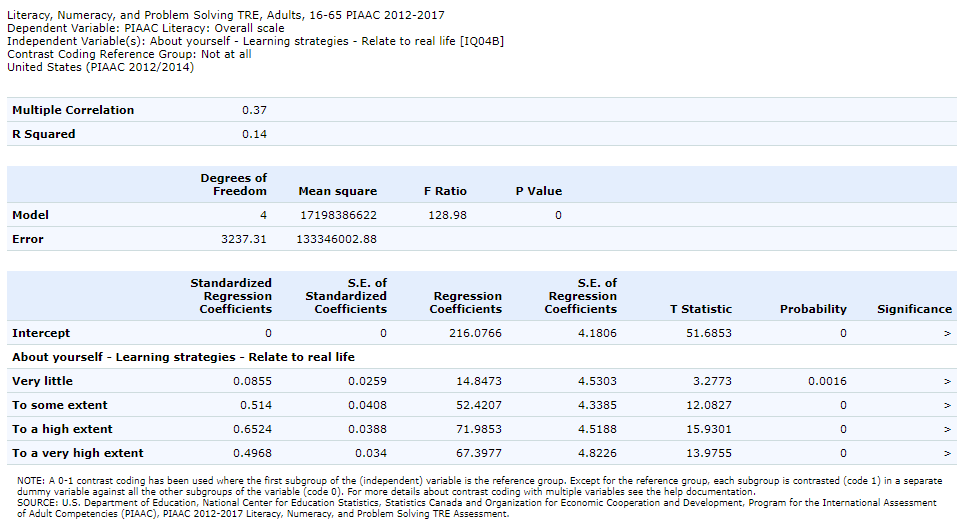 Literacy, Numeracy, and Problem Solving TRE, Adults, 16-65 PIAAC 2012-2017
Dependent Variable: PIAAC Literacy: Overall scale
Independent Variable(s): About yourself - Learning strategies - Relate to real life [IQ04B]
Contrast Coding Reference Group: Not at all
United States (PIAAC 2012/2014)
Multiple Correlation 0.37
R Squared 0.14
Degrees of
Freedom Mean square F Ratio P Value
Model 4 17198386622 128.98 0
Error 3237.31 133346002.88
Standardized S.E. of S.E. of
Regression Standardized Regression Regression
Coefficients Coefficients Coefficients Coefficients T Statistic Probability Significance
Intercept 0 0 216.0766 4.1806 51.6853 0 >
About yourself - Learning strategies - Relate to real life
Very little 0.0855 0.0259 14.8473 4.5303 3.2773 0.0016 >
To some extent 0.514 0.0408 52.4207 4.3385 12.0827 0 >
To a high extent 0.6524 0.0388 71.9853 4.5188 15.9301 0 >
To a very high extent 0.4968 0.034 67.3977 4.8226 13.9755 0 >
NOTE: A 0-1 contrast coding has been used where the first subgroup of the (independent) variable is the reference group. Except for the reference group, each subgroup is contrasted (code 1) in a separate
dummy variable against all the other subgroups of the variable (code 0). For more details about contrast coding with multiple variables see the help documentation.
SOURCE: U.S. Department of Education, National Center for Education Statistics, Statistics Canada and Organization for Economic Cooperation and Development, Program for the International Assessment
of Adult Competencies (PIAAC), PIAAC 2012-2017 Literacy, Numeracy, and Problem Solving TRE Assessment.